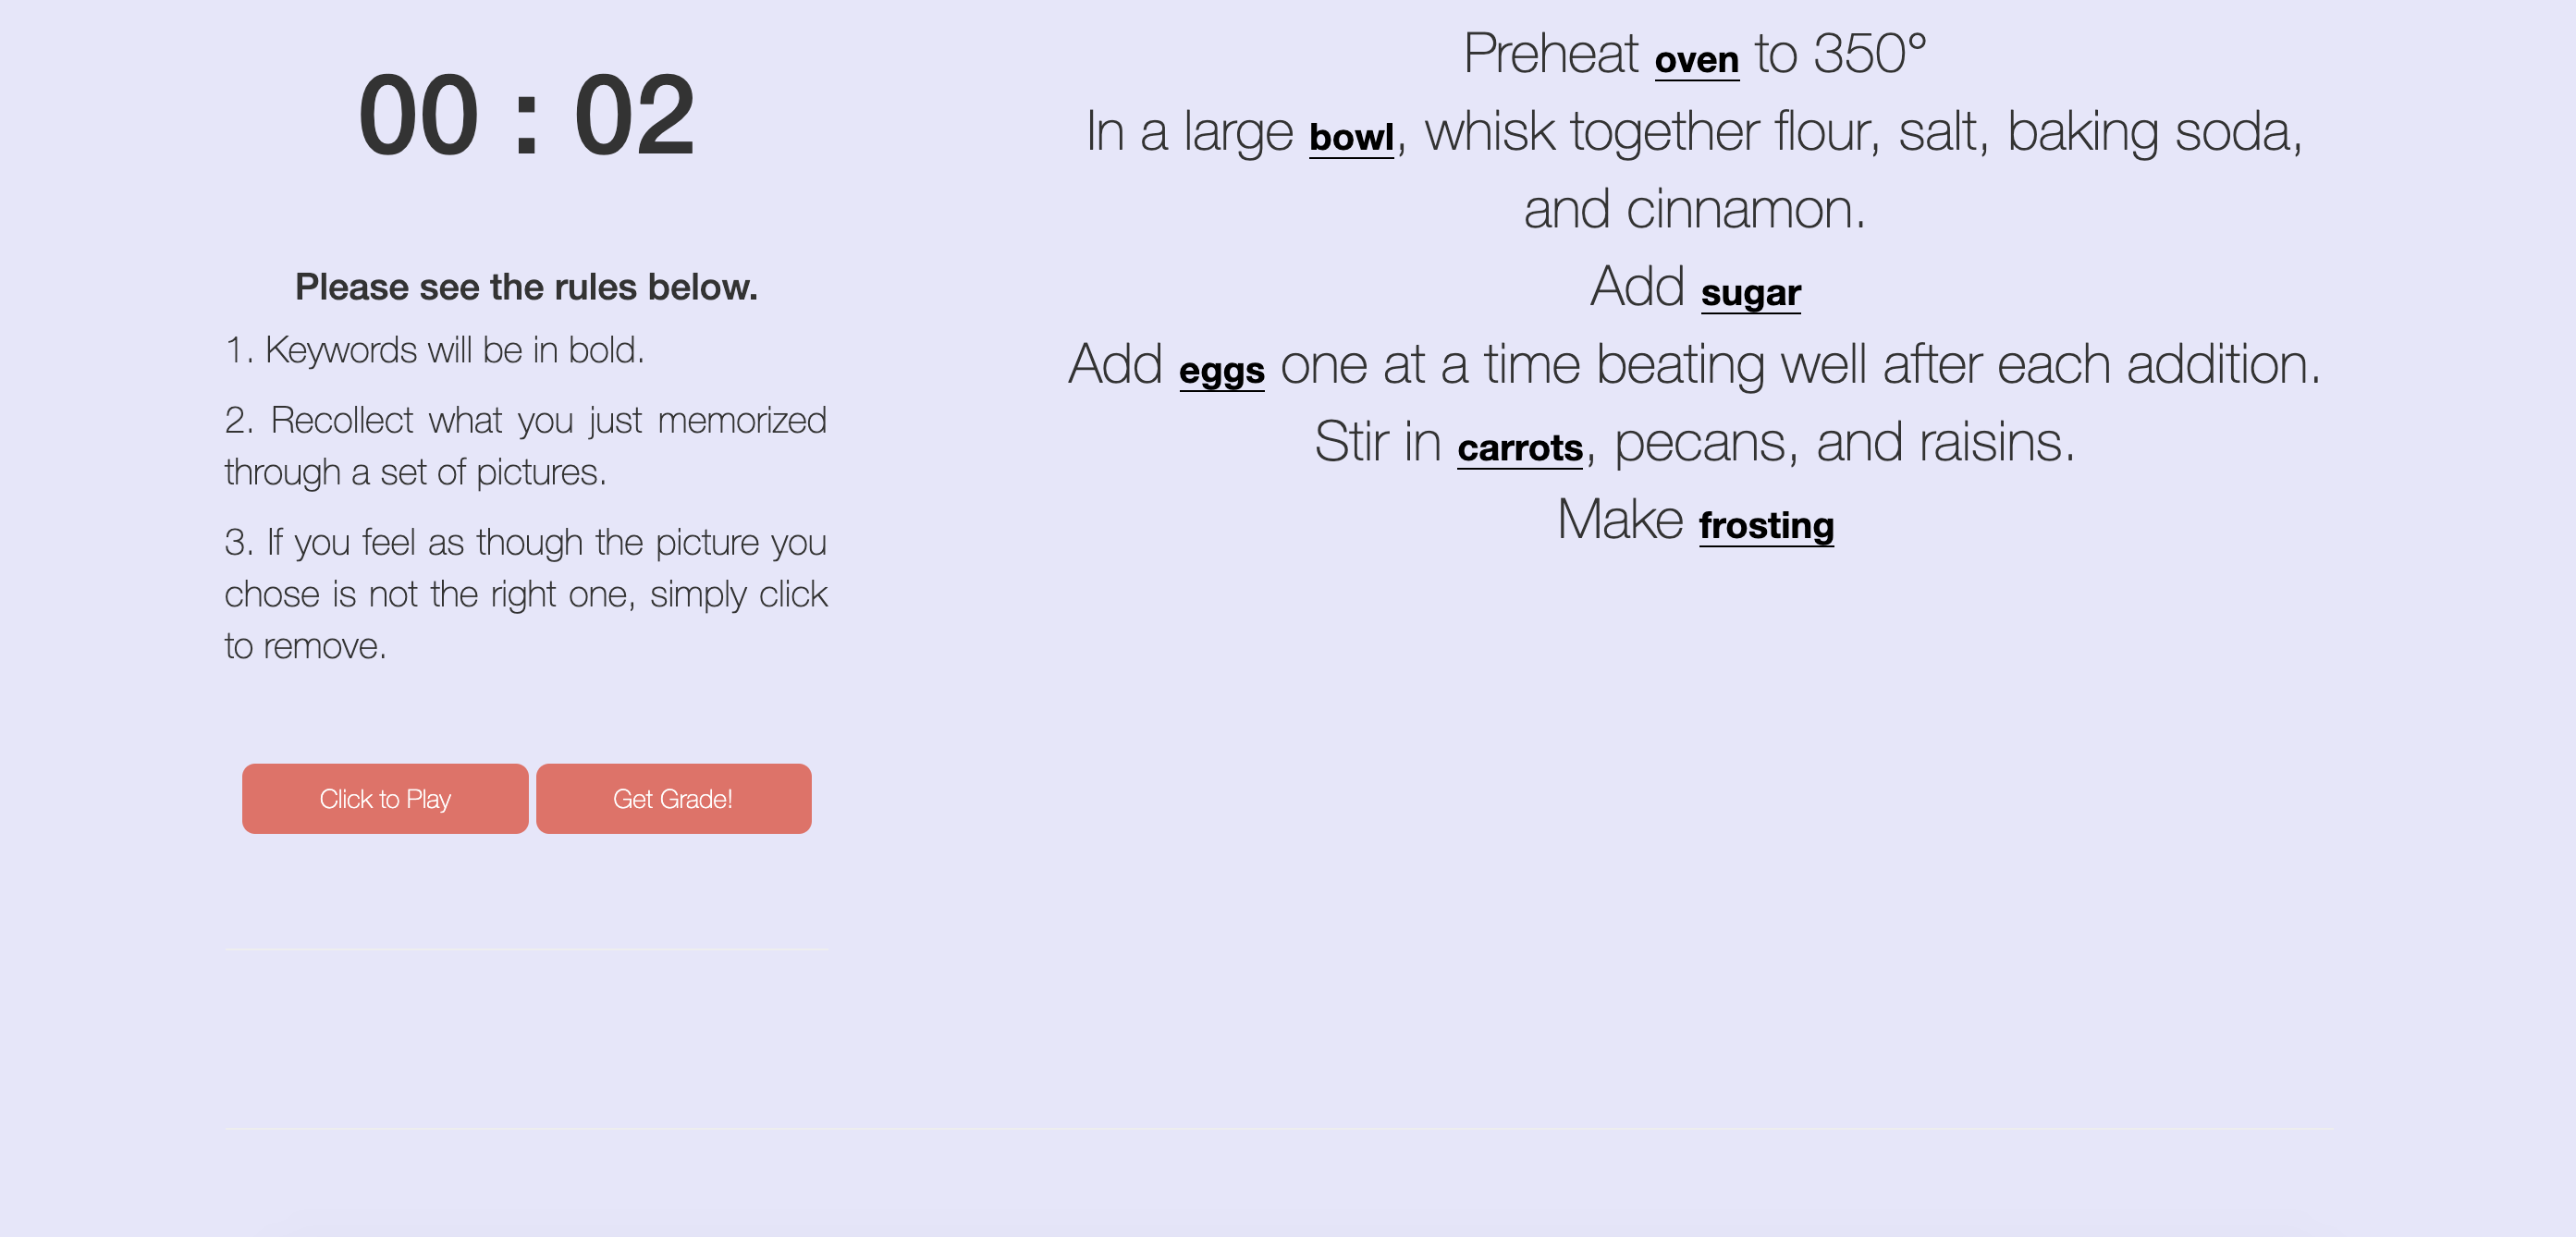 00 : 02
Please see the rules below.
1. Keywords will be in bold.
2. Recollect what you just memorized
through a set of pictures.
3. If you feel as though the picture you
chose is not the right one, simply click
to remove.
Click to Play
Get Grade!
Preheat oven to 350°
In a large bowl, whisk together flour, salt, baking soda,
and cinnamon.
Add sugar
Add eggs one at a time beating well after each addition.
Stir in carrots, pecans, and raisins.
Make frosting